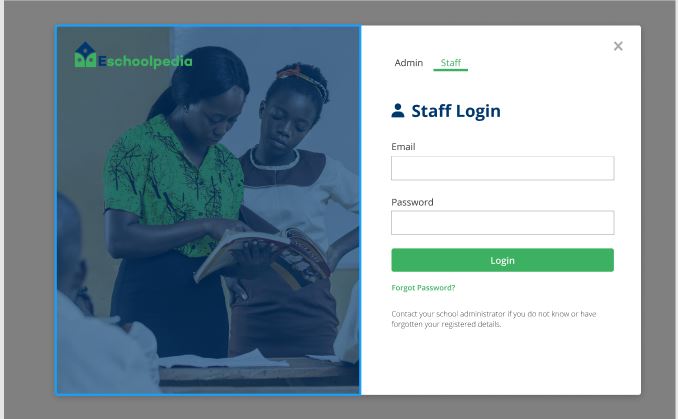 Eschoolpedia
Admin
Staff
Staff Login
Email
Password
Login
Forgot Password?
Contact your school administrator if you do not know or have
forgotten your registered details.